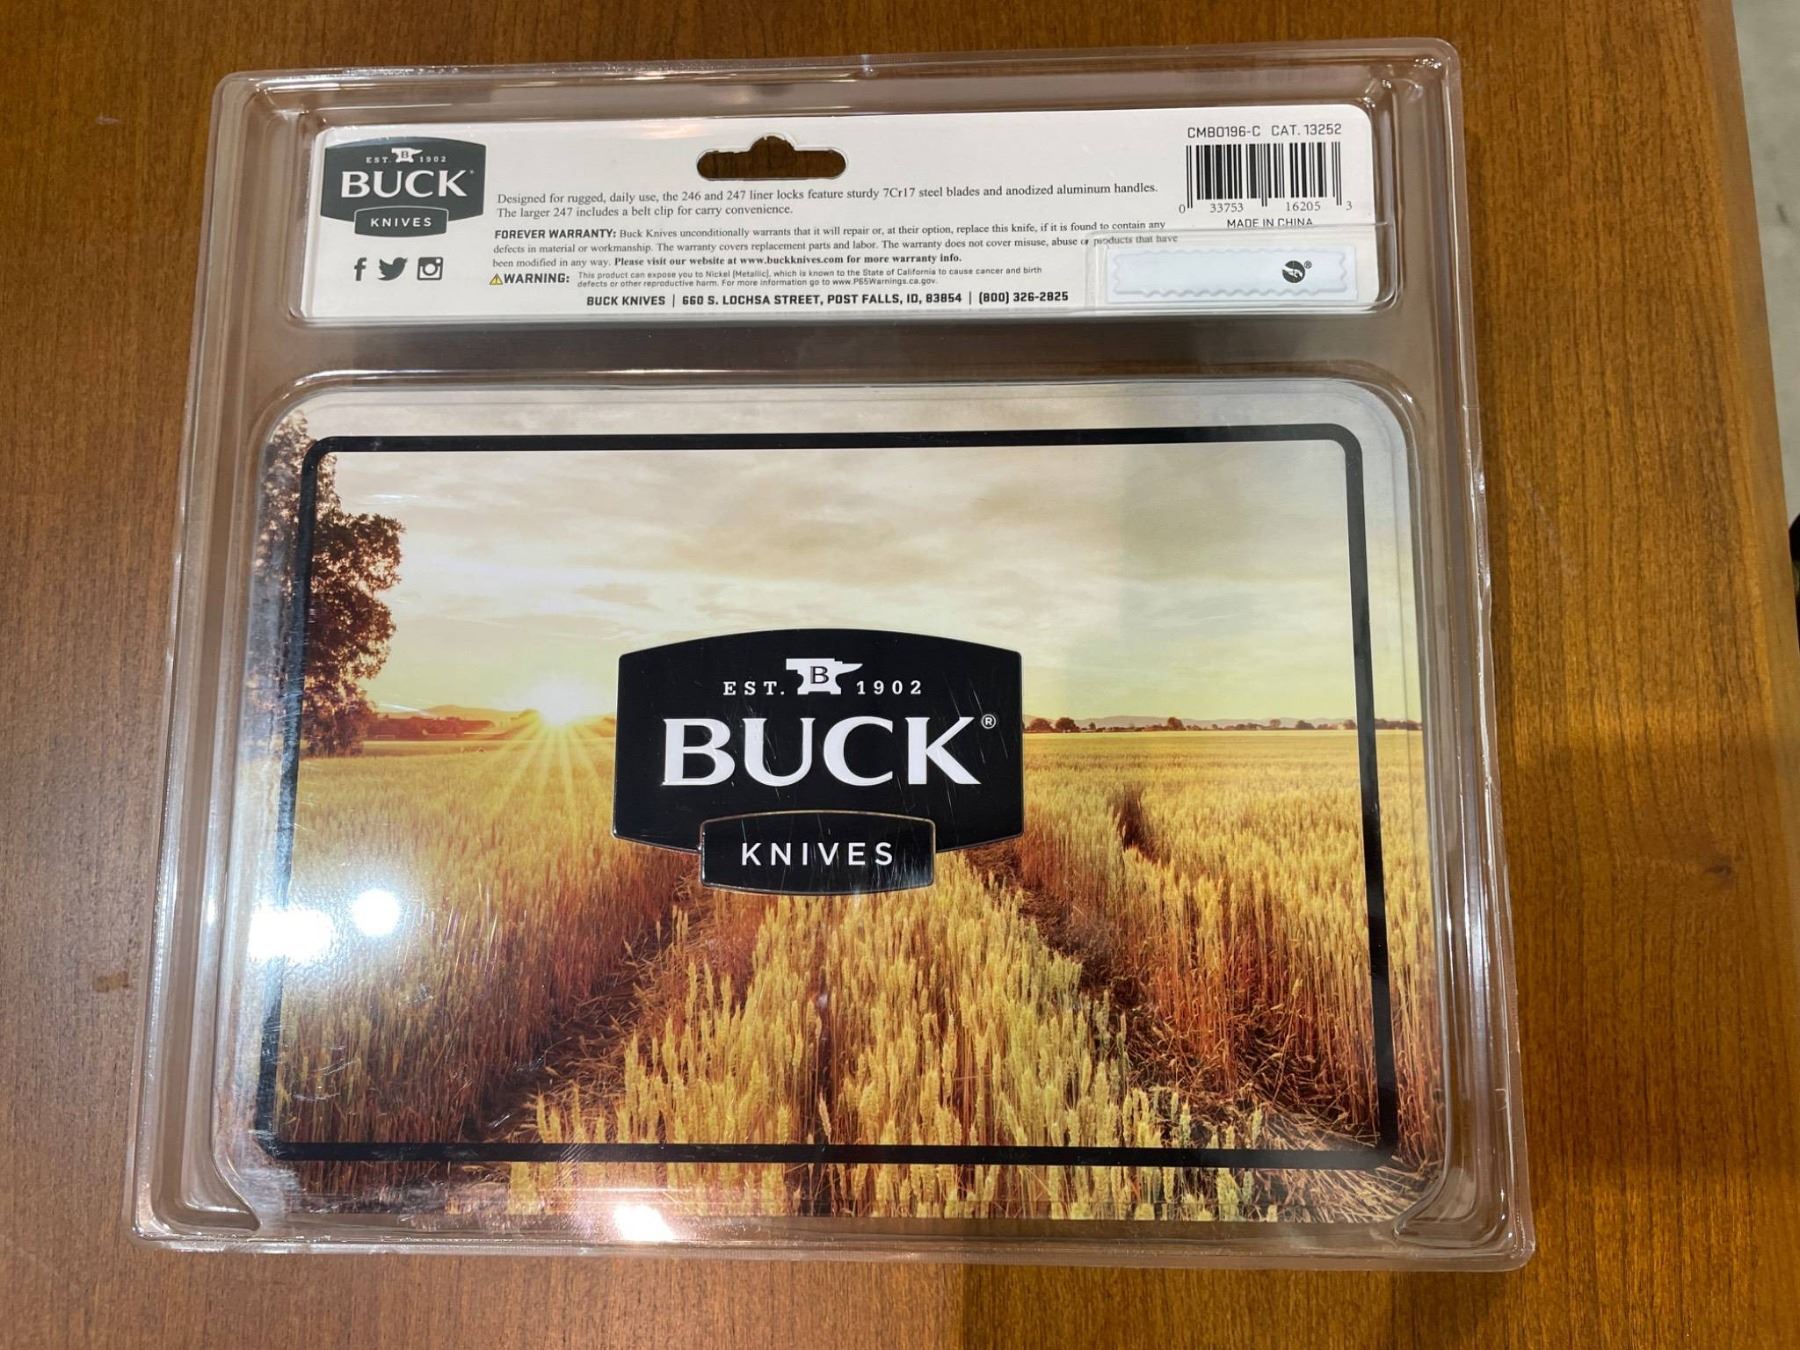 EST. B 1902
BUCK
KNIVES
CMB0196-C CAT. 13252
0 33753 16205 3
MADE IN CHINA
Designed for rugged, daily use, the 246 and 247 liner locks feature sturdy 7Cr17 steel blades and anodized aluminum handles.
The larger 247 includes a belt clip for carry convenience.
FOREVER WARRANTY: Buck Knives unconditionally warrants that it will repair or, at their option, replace this knife, if it is found to contain any
defects in material or workmanship. The warranty covers replacement parts and labor. The warranty does not cover misuse, abuse or products that have
been modified in any way. Please visit our website at www.buckknives.com for more warranty info.
WARNING: This product can expose you to Nickel (Metallic), which is known to the State of California to cause cancer and birth
defects or other reproductive harm. For more information go to www.P65Warnings.ca.gov.
BUCK KNIVES | 660 S. LOCHSA STREET, POST FALLS, ID, 83854 | (800) 326-2825
EST. B 1902
BUCK®
KNIVES